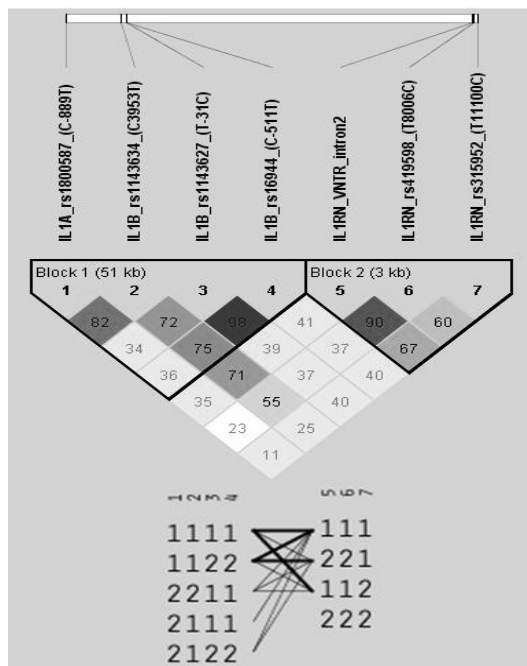 IL1A_rs1800587_(C-889T)
IL1B_rs1143634_(C3953T)
IL1B_rs1143627_(T-31C)
IL1B_rs16944_(C-511T)
IL1RN_VNTR_intron2
IL1RN_rs419598_(T8006C)
IL1RN_rs315952_(T11100C)
Block 1 (51 kb) Block 2 (3 kb)
1 2 3 4 5 6 7
82 72 98 41 90 60
34 75 39 37 67
36 71 37 40
35 55 40
23 25
11
1 2 3 4 5 6 7
1111 111
1122 221
2211 112
2111 222
2122